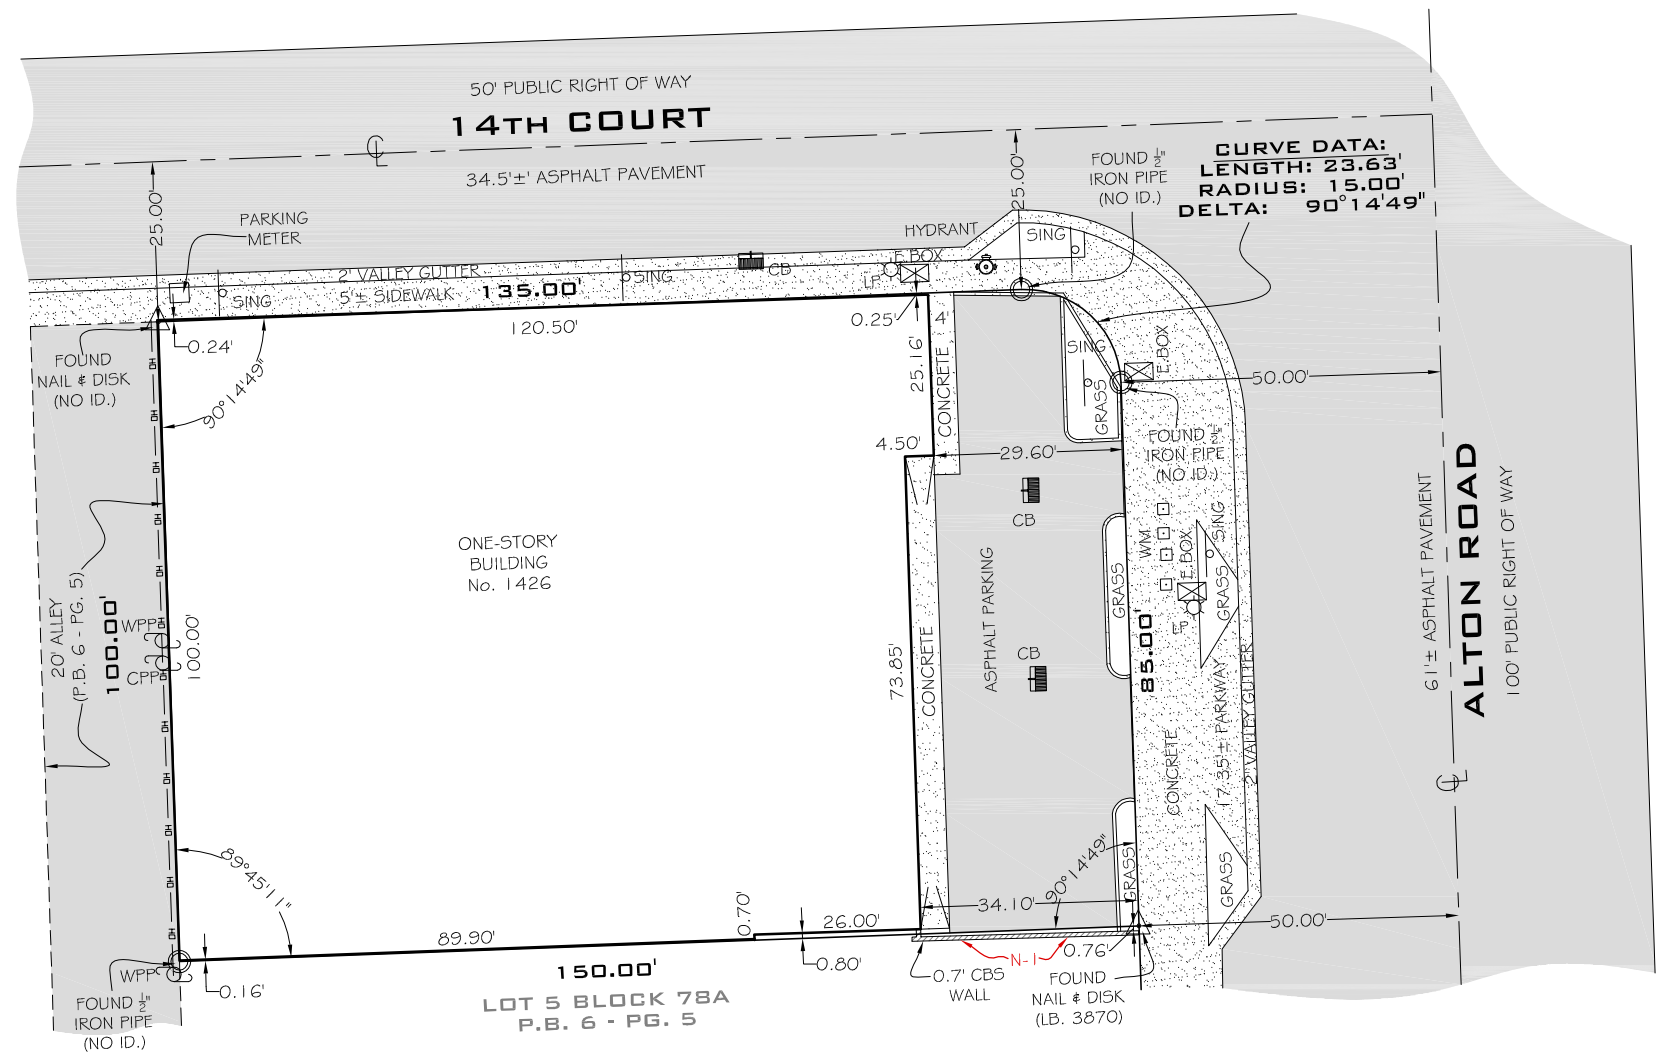 50' PUBLIC RIGHT OF WAY
14TH COURT
34.5'±' ASPHALT PAVEMENT
25.00'
PARKING
METER
2' VALLEY GUTTER
5'± SIDEWALK
135.00'
SING
SING
CB
LP
E.BOX
HYDRANT
SING
25.00'
FOUND ½"
IRON PIPE
(NO ID.)
CURVE DATA:
LENGTH: 23.63'
RADIUS: 15.00'
DELTA: 90°14'49"
FOUND
NAIL & DISK
(NO ID.)
0.24'
120.50'
0.25'
4'
90°14'49"
25.16'
CONCRETE
SING
GRASS
E.BOX
50.00'
4.50'
29.60'
FOUND ½"
IRON PIPE
(NO ID.)
CB
ONE-STORY
BUILDING
No. 1426
20' ALLEY
(P.B. 6 - PG. 5)
100.00'
WPP
CPP
100.00'
73.85'
CONCRETE
ASPHALT PARKING
CB
GRASS
WM
E.BOX
SING
GRASS
LP
85.00'
CONCRETE
17.35'± PARKWAY
2' VALLEY GUTTER
61'± ASPHALT PAVEMENT
ALTON ROAD
100' PUBLIC RIGHT OF WAY
89°45'11"
90°14'49"
GRASS
GRASS
34.10'
50.00'
0.70'
26.00'
89.90'
0.80'
N-1
0.76'
150.00'
0.7' CBS
WALL
FOUND
NAIL & DISK
(LB. 3870)
WPP
0.16'
FOUND ½"
IRON PIPE
(NO ID.)
LOT 5 BLOCK 78A
P.B. 6 - PG. 5